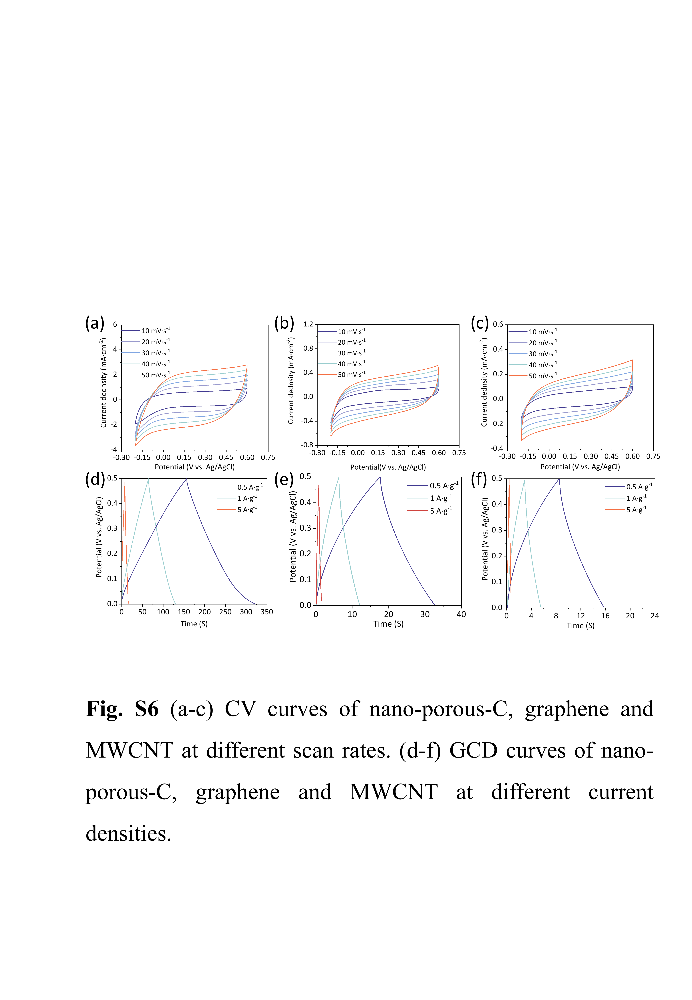 (a)
6
4
2
0
-2
-4
Current dednsity (mA·cm-2)
10 mV·s-1
20 mV·s-1
30 mV·s-1
40 mV·s-1
50 mV·s-1
-0.30 -0.15 0.00 0.15 0.30 0.45 0.60 0.75
Potential (V vs. Ag/AgCl)
(b)
1.2
0.8
0.4
0.0
-0.4
-0.8
Current dednsity (mA·cm-2)
10 mV·s-1
20 mV·s-1
30 mV·s-1
40 mV·s-1
50 mV·s-1
-0.30 -0.15 0.00 0.15 0.30 0.45 0.60 0.75
Potential(V vs. Ag/AgCl)
(c)
0.6
0.4
0.2
0.0
-0.2
-0.4
Current dednsity (mA·cm-2)
10 mV·s-1
20 mV·s-1
30 mV·s-1
40 mV·s-1
50 mV·s-1
-0.30 -0.15 0.00 0.15 0.30 0.45 0.60 0.75
Potential (V vs. Ag/AgCl)
(d)
0.5
0.4
0.3
0.2
0.1
0.0
Potential (V vs. Ag/AgCl)
0.5 A·g-1
1 A·g-1
5 A·g-1
0 50 100 150 200 250 300 350
Time (S)
(e)
0.5
0.4
0.3
0.2
0.1
0.0
Potential (V vs. Ag/AgCl)
0.5 A·g-1
1 A·g-1
5 A·g-1
0 10 20 30 40
Time (S)
(f)
0.5
0.4
0.3
0.2
0.1
0.0
Potential (V vs. Ag/AgCl)
0.5 A·g-1
1 A·g-1
5 A·g-1
0 4 8 12 16 20 24
Time (S)
Fig. S6 (a-c) CV curves of nano-porous-C, graphene and
MWCNT at different scan rates. (d-f) GCD curves of nano-
porous-C, graphene and MWCNT at different current
densities.